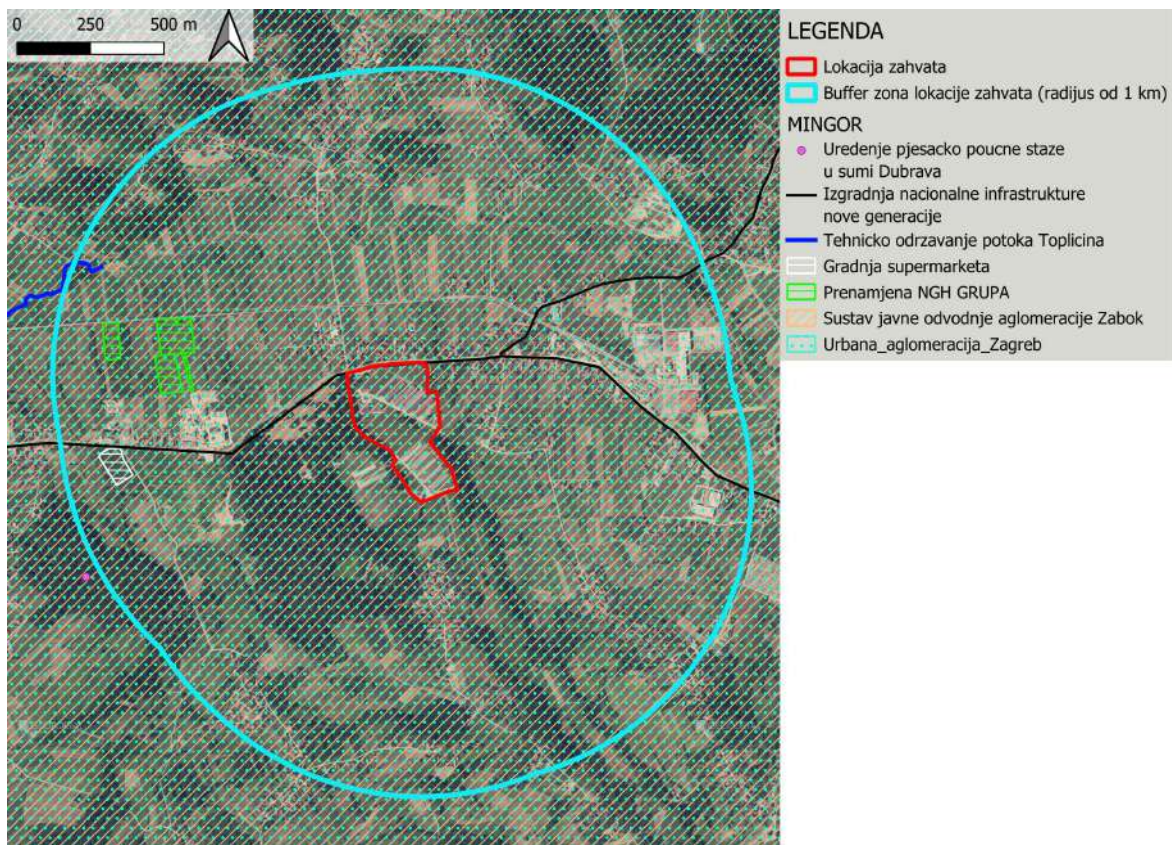 0 250 500 m
LEGENDA
Lokacija zahvata
Buffer zona lokacije zahvata (radijus od 1 km)
MINGOR
Uredenje pjesacko poucne staze
u sumi Dubrava
Izgradnja nacionalne infrastrukture
nove generacije
Tehnicko odrzavanje potoka Toplicina
Gradnja supermarketa
Prenamjena NGH GRUPA
Sustav javne odvodnje aglomeracije Zabok
Urbana_aglomeracija_Zagreb